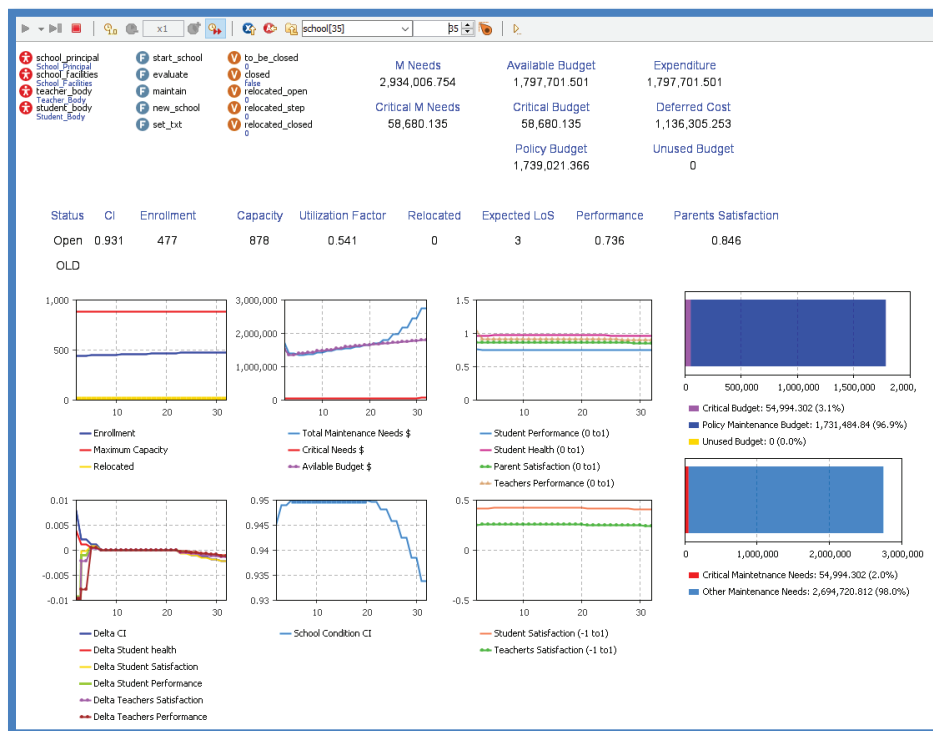 x1 school[35] 35
school_principal
School_Principal
school_facilities
School_Facilities
teacher_body
Teacher_Body
student_body
Student_Body
F start_school
F evaluate
F maintain
F new_school
F set_txt
V to_be_closed
0
V closed
false
V relocated_open
0
V relocated_step
0
V relocated_closed
0
M Needs Available Budget Expenditure
2,934,006.754 1,797,701.501 1,797,701.501
Critical M Needs Critical Budget Deferred Cost
58,680.135 58,680.135 1,136,305.253
Policy Budget Unused Budget
1,739,021.366 0
Status CI Enrollment Capacity Utilization Factor Relocated Expected LoS Performance Parents Satisfaction
Open 0.931 477 878 0.541 0 3 0.736 0.846
OLD
1,000
500
0
10 20 30
Enrollment
Maximum Capacity
Relocated
3,000,000
2,000,000
1,000,000
0
10 20 30
Total Maintenance Needs $
Critical Needs $
Avilable Budget $
1.5
1
0.5
0
10 20 30
Student Performance (0 to1)
Student Health (0 to1)
Parent Satisfaction (0 to1)
Teachers Performance (0 to1)
0 500,000 1,000,000 1,500,000 2,000,
Critical Budget: 54,994.302 (3.1%)
Policy Maintenance Budget: 1,731,484.84 (96.9%)
Unused Budget: 0 (0.0%)
0.01
0.005
0
-0.005
-0.01
10 20 30
Delta CI
Delta Student health
Delta Student Satisfaction
Delta Student Performance
Delta Teachers Satisfaction
Delta Teachers Performance
0.95
0.945
0.94
0.935
0.93
10 20 30
School Condition CI
0.5
0
-0.5
10 20 30
Student Satisfaction (-1 to1)
Teacherts Satisfaction (-1 to1)
0 1,000,000 2,000,000 3,000,000
Critical Maintetnance Needs: 54,994.302 (2.0%)
Other Maintenance Needs: 2,694,720.812 (98.0%)